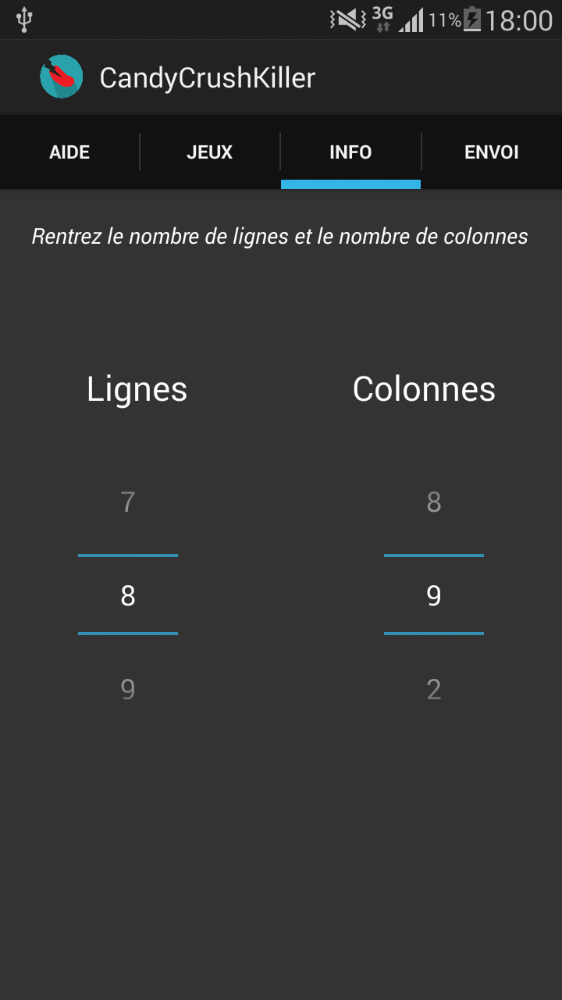 3G 11% 18:00
CandyCrushKiller
AIDE JEUX INFO ENVOI
Rentrez le nombre de lignes et le nombre de colonnes
Lignes Colonnes
7 8
8 9
9 2